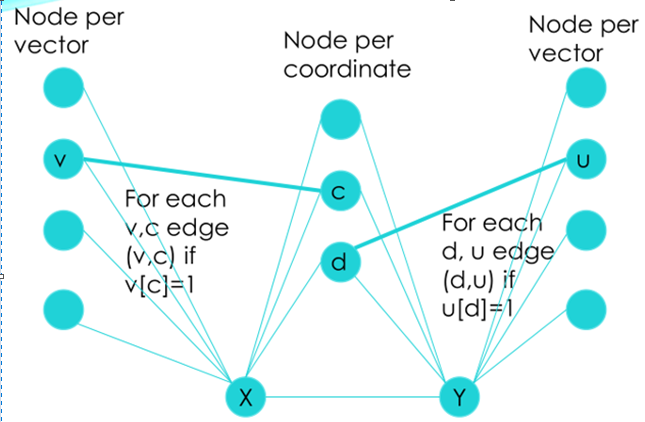 Node per
vector
Node per
coordinate
Node per
vector
v
c
d
u
For each
v,c edge
(v,c) if
v[c]=1
For each
d, u edge
(d,u) if
u[d]=1
X
Y